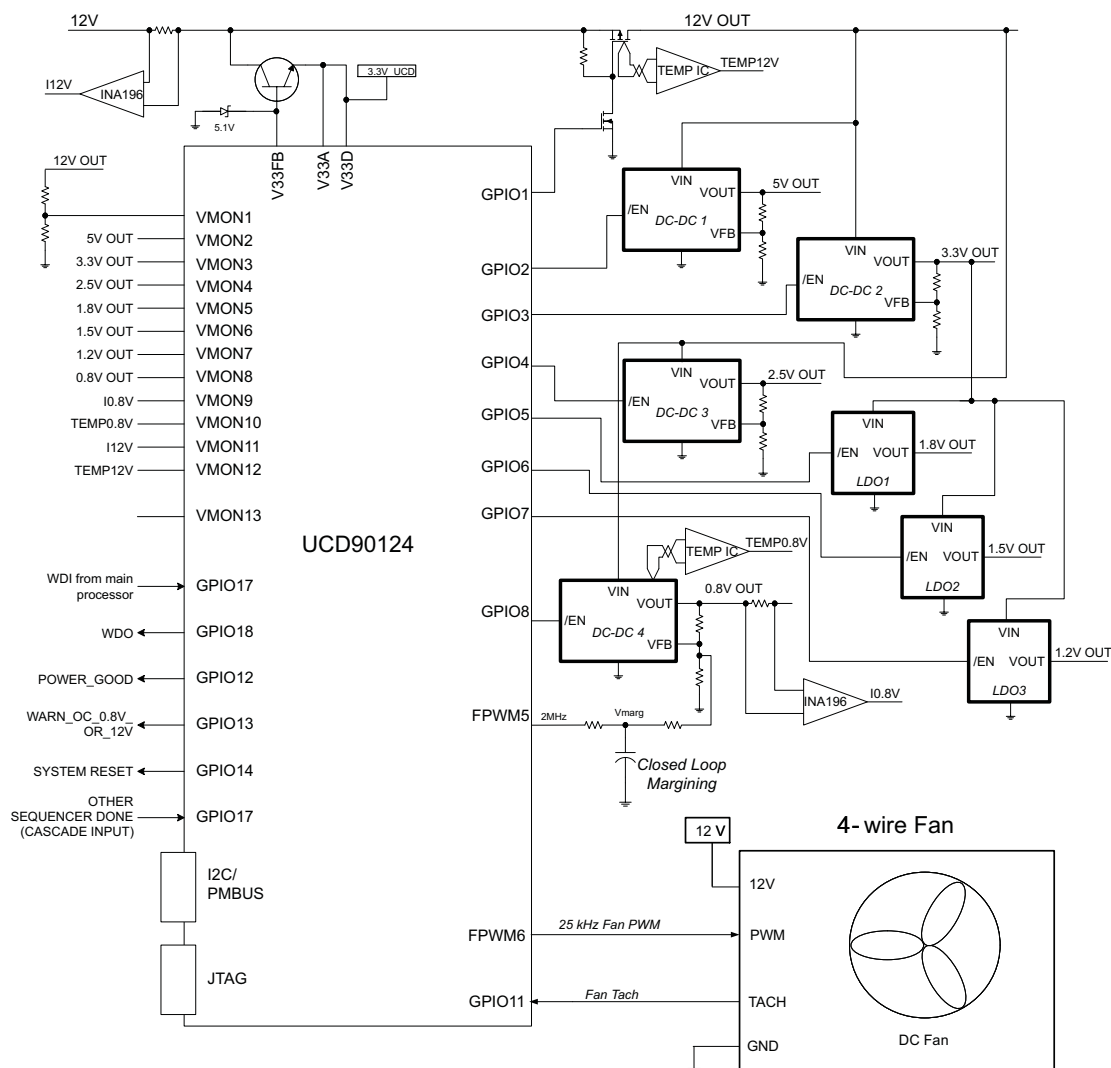 12V
12V OUT
I12V
INA196
3.3V_UCD
5.1V
TEMP IC
TEMP12V
V33FB
V33A
V33D
12V OUT
VMON1
5V OUT
VMON2
3.3V OUT
VMON3
2.5V OUT
VMON4
1.8V OUT
VMON5
1.5V OUT
VMON6
1.2V OUT
VMON7
0.8V OUT
VMON8
I0.8V
VMON9
TEMP0.8V
VMON10
I12V
VMON11
TEMP12V
VMON12
VMON13
UCD90124
WDI from main
processor
GPIO17
WDO
GPIO18
POWER_GOOD
GPIO12
WARN_OC_0.8V_
OR_12V
GPIO13
SYSTEM RESET
GPIO14
OTHER
SEQUENCER DONE
(CASCADE INPUT)
GPIO17
I2C/
PMBUS
JTAG
GPIO1
GPIO2
GPIO3
GPIO4
GPIO5
GPIO6
GPIO7
GPIO8
FPWM5
FPWM6
GPIO11
VIN
VOUT
/EN
DC-DC 1
VFB
5V OUT
VIN
VOUT
/EN
DC-DC 2
VFB
3.3V OUT
VIN
VOUT
/EN
DC-DC 3
VFB
2.5V OUT
VIN
/EN
VOUT
LDO1
1.8V OUT
VIN
/EN
VOUT
LDO2
1.5V OUT
VIN
/EN
VOUT
LDO3
1.2V OUT
TEMP IC
TEMP0.8V
VIN
VOUT
/EN
DC-DC 4
VFB
0.8V OUT
INA196
I0.8V
2MHz
Vmarg
Closed Loop
Margining
12 V
4- wire Fan
12V
25 kHz Fan PWM
PWM
Fan Tach
TACH
GND
DC Fan